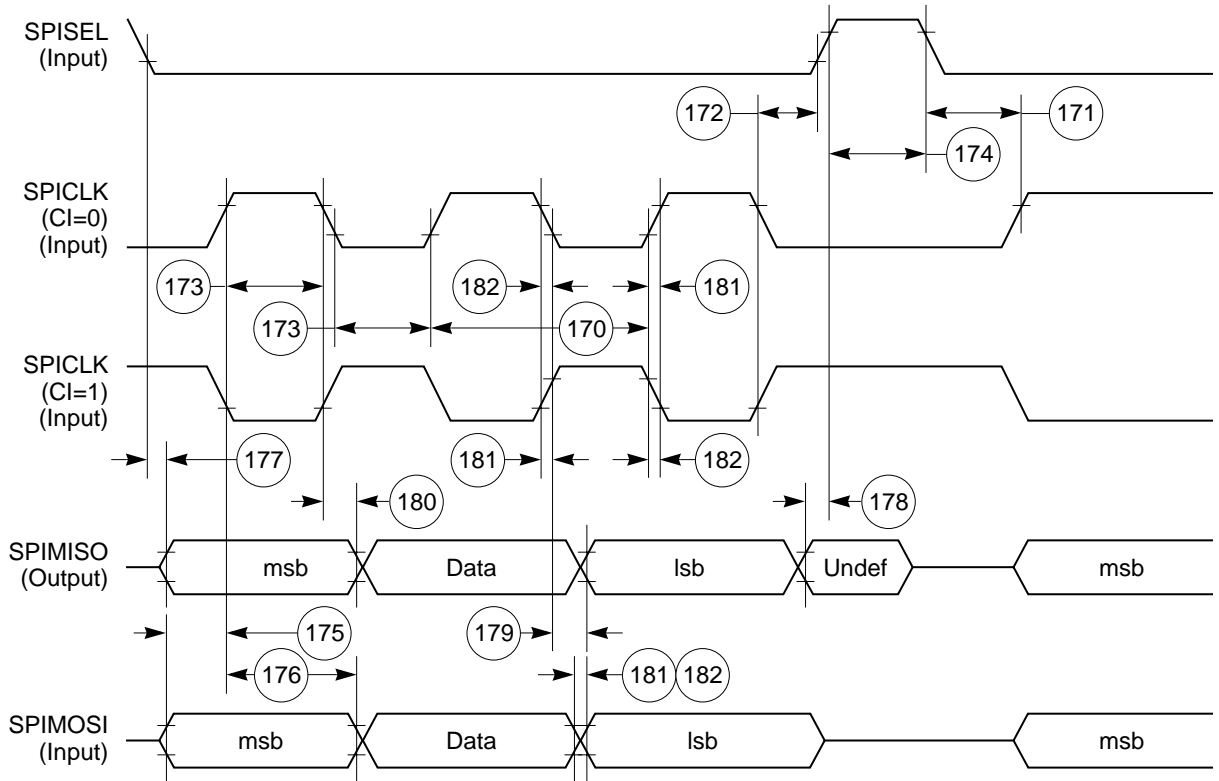 SPISEL
(Input)
172
171
174
SPICLK
(CI=0)
(Input)
173
182
181
173
170
SPICLK
(CI=1)
(Input)
177
181
182
180
178
SPIMISO
(Output)
msb
Data
lsb
Undef
msb
175
179
176
181
182
SPIMOSI
(Input)
msb
Data
lsb
msb